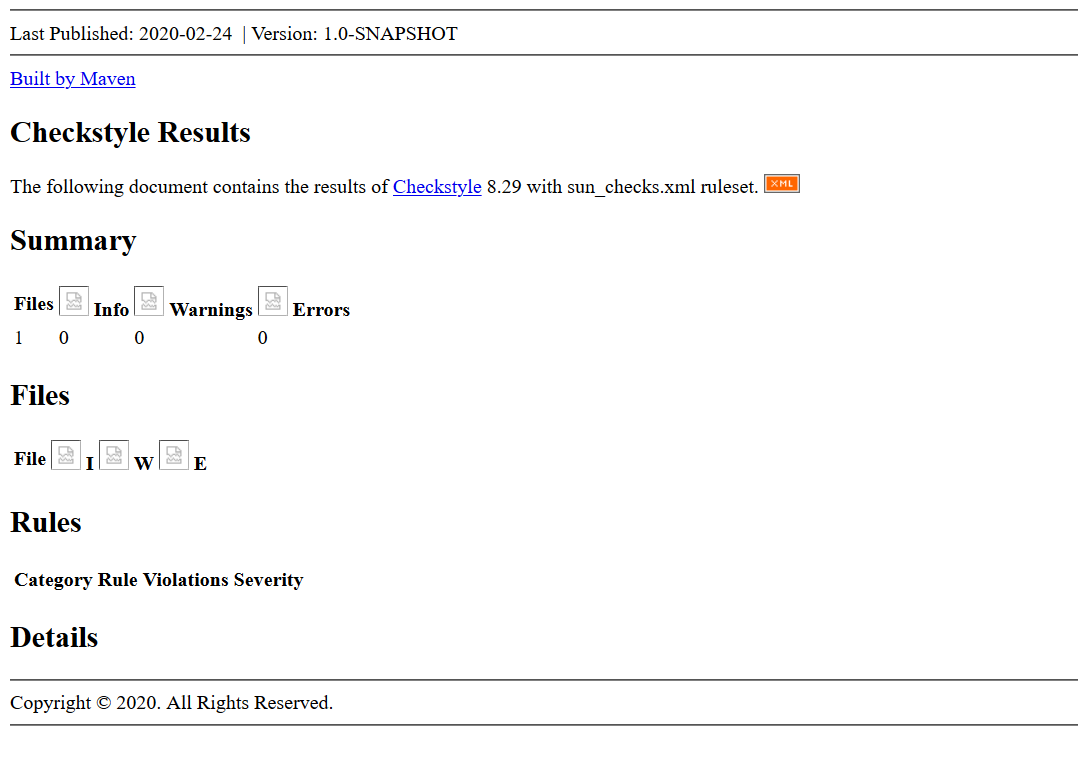 Last Published: 2020-02-24 | Version: 1.0-SNAPSHOT
Built by Maven
Checkstyle Results
The following document contains the results of Checkstyle 8.29 with sun_checks.xml ruleset. XML
Summary
Files Info Warnings Errors
1 0 0 0
Files
File I W E
Rules
Category Rule Violations Severity
Details
Copyright © 2020. All Rights Reserved.